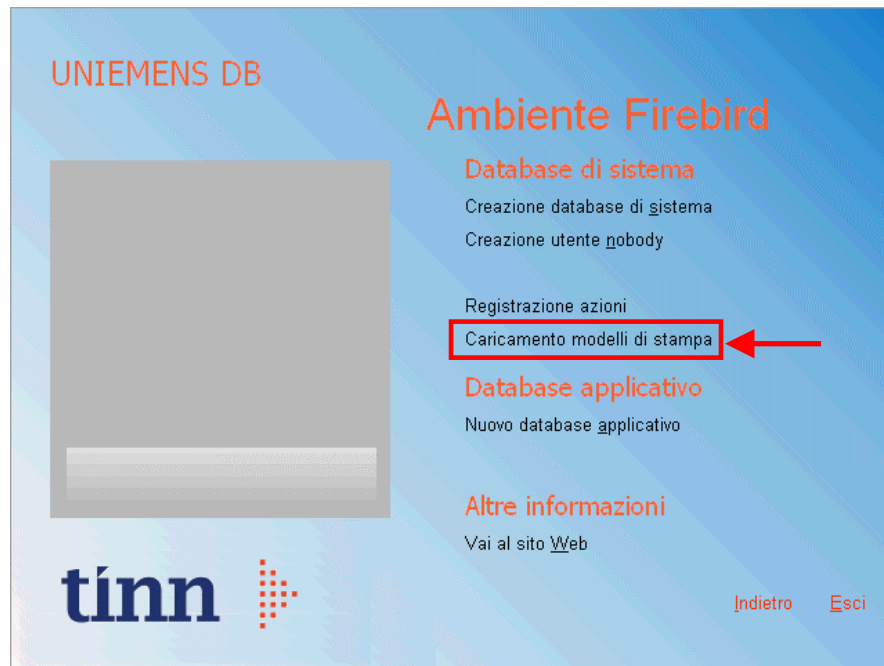 UNIEMENS DB
Ambiente Firebird
Database di sistema
Creazione database di sistema
Creazione utente nobody
Registrazione azioni
Caricamento modelli di stampa
Database applicativo
Nuovo database applicativo
Altre informazioni
Vai al sito Web
tinn
Indietro Esci